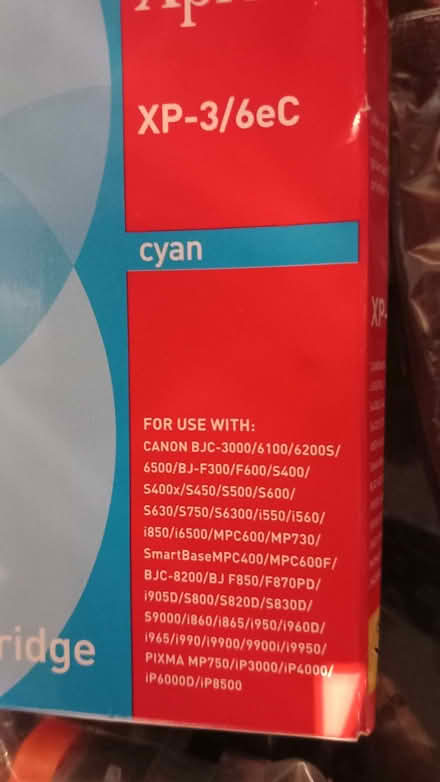 XP-3/6eC
cyan
XP-
FOR USE WITH:
CANON BJC-3000/6100/6200S/
6500/BJ-F300/F600/S400/
S400x/S450/S500/S600/
S630/S750/S6300/i550/i560/
i850/i6500/MPC600/MP730/
SmartBaseMPC400/MPC600F/
BJC-8200/BJ F850/F870PD/
i905D/S800/S820D/S830D/
S9000/i860/i865/i950/i960D/
i965/i990/i9900/9900i/i9950/
PIXMA MP750/iP3000/iP4000/
iP6000D/iP8500
ridge